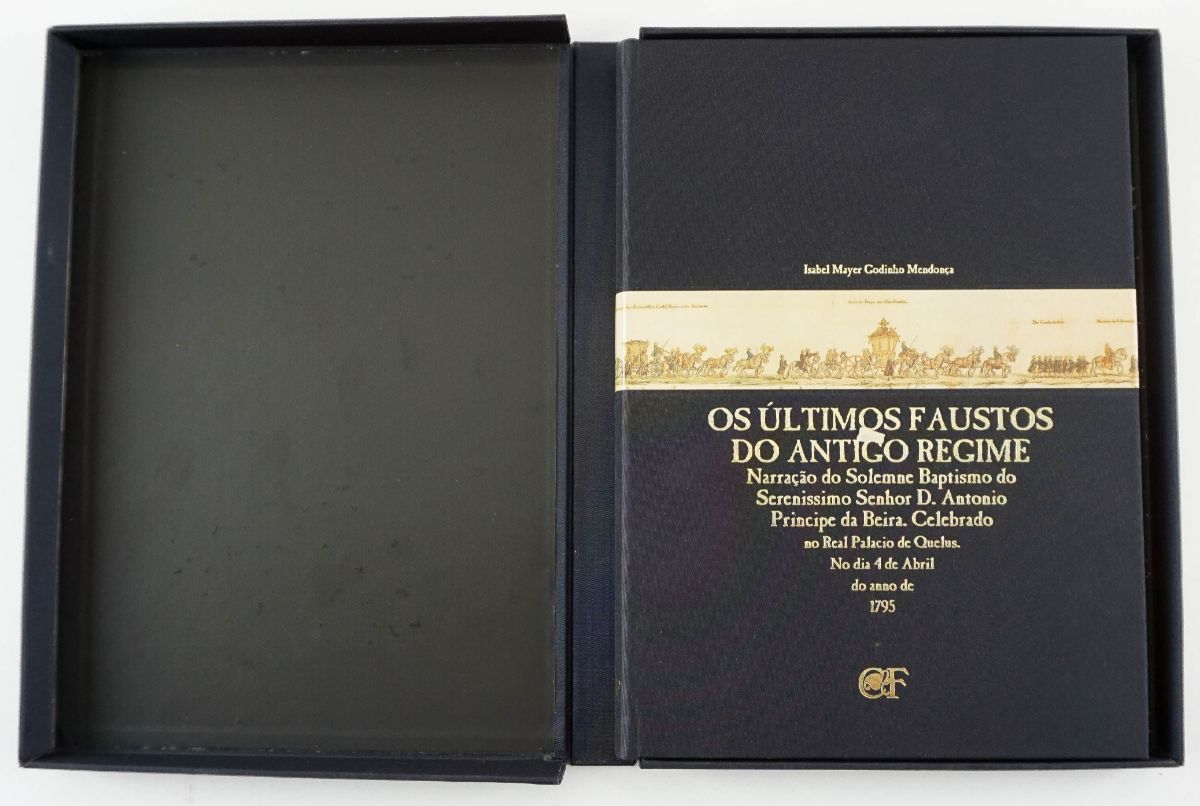 Isabel Mayer Godinho Mendonça
OS ÚLTIMOS FAUSTOS
DO ANTIGO REGIME
Narração do Solemne Baptismo do
Serenissimo Senhor D. Antonio
Principe da Beira. Celebrado
no Real Palacio de Quelus.
No dia 4 de Abril
do anno de
1795
C&F